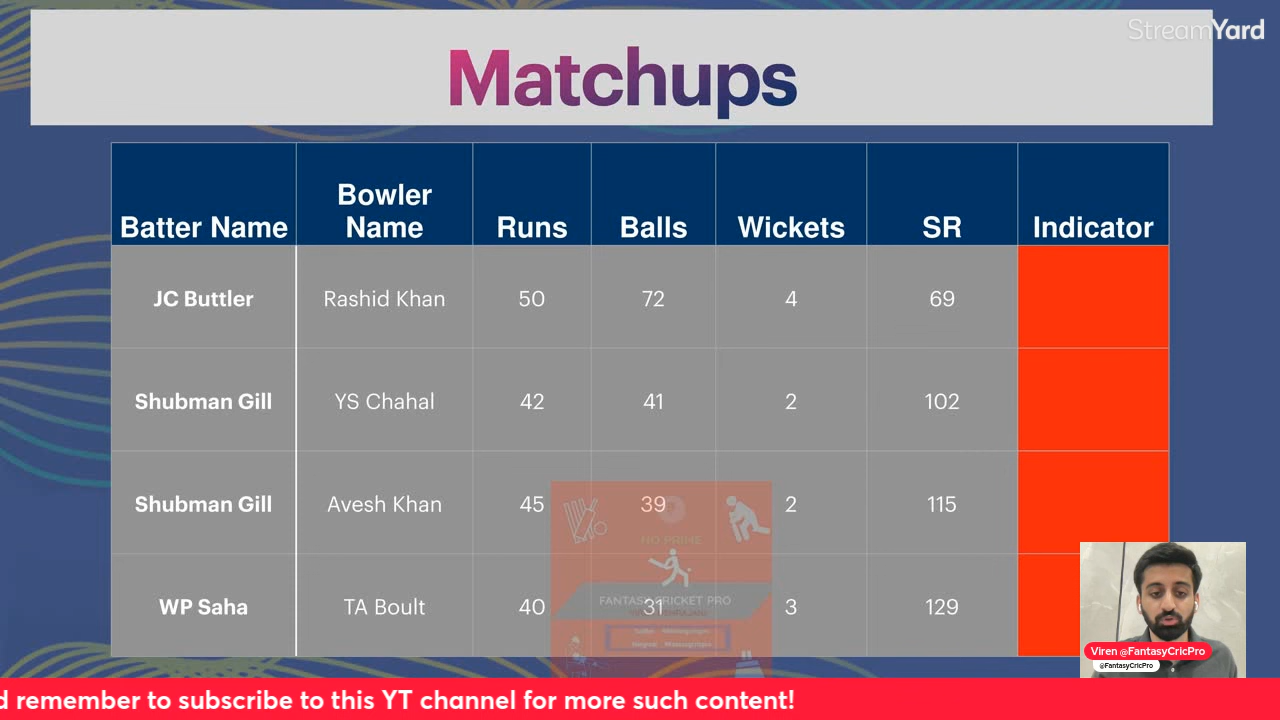 StreamYard
Matchups
Batter Name Bowler Name Runs Balls Wickets SR Indicator
JC Buttler Rashid Khan 50 72 4 69
Shubman Gill YS Chahal 42 41 2 102
Shubman Gill Avesh Khan 45 39 2 115
NO PRIME
WP Saha TA Boult 40 31 3 129
FANTASY CRICKET PRO
Viren @FantasyCricPro
@FantasyCricPro
d remember to subscribe to this YT channel for more such content!